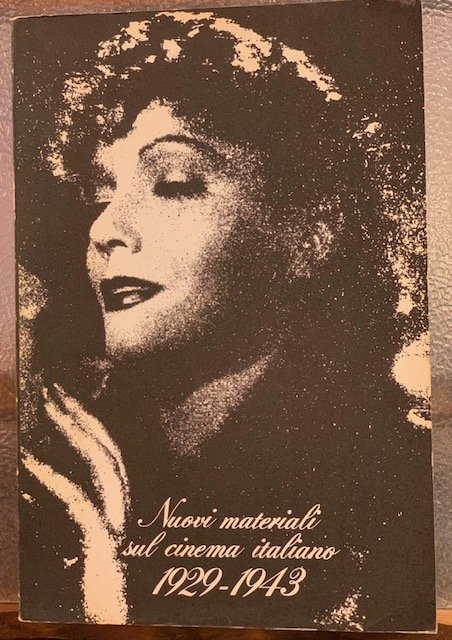 Nuovi materiali
sul cinema italiano
1929-1943